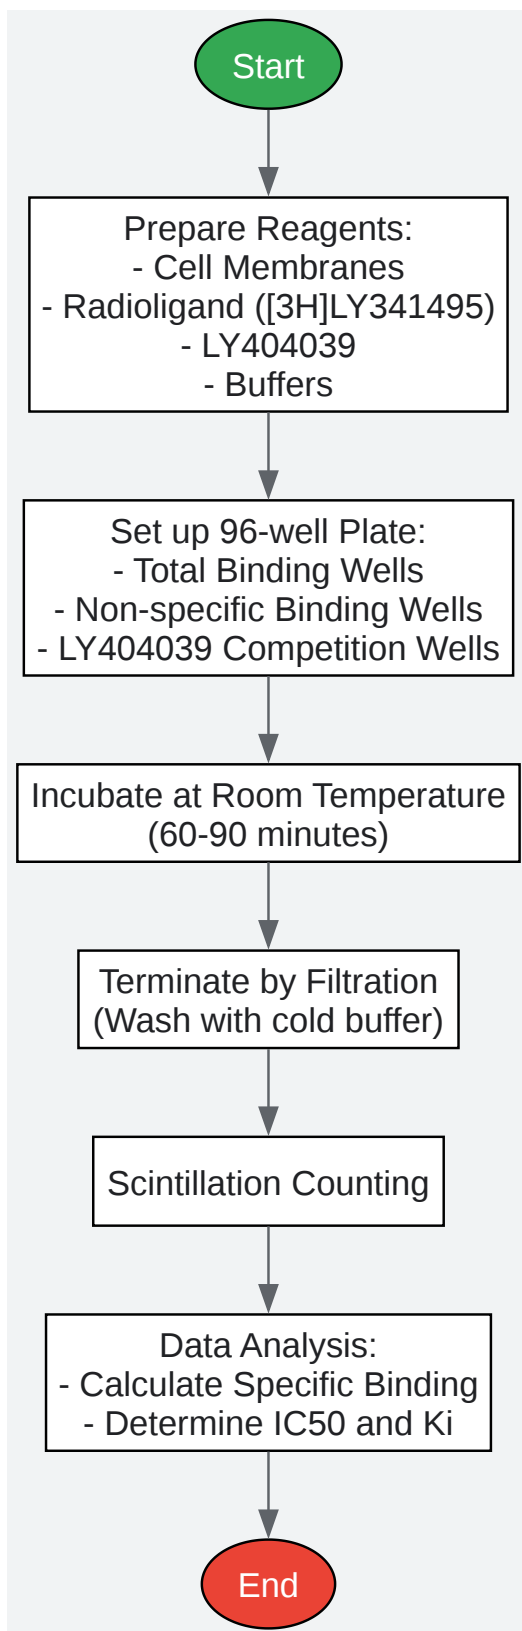 Start
Prepare Reagents:
- Cell Membranes
- Radioligand ([3H]LY341495)
- LY404039
- Buffers
Set up 96-well Plate:
- Total Binding Wells
- Non-specific Binding Wells
- LY404039 Competition Wells
Incubate at Room Temperature
(60-90 minutes)
Terminate by Filtration
(Wash with cold buffer)
Scintillation Counting
Data Analysis:
- Calculate Specific Binding
- Determine IC50 and Ki
End